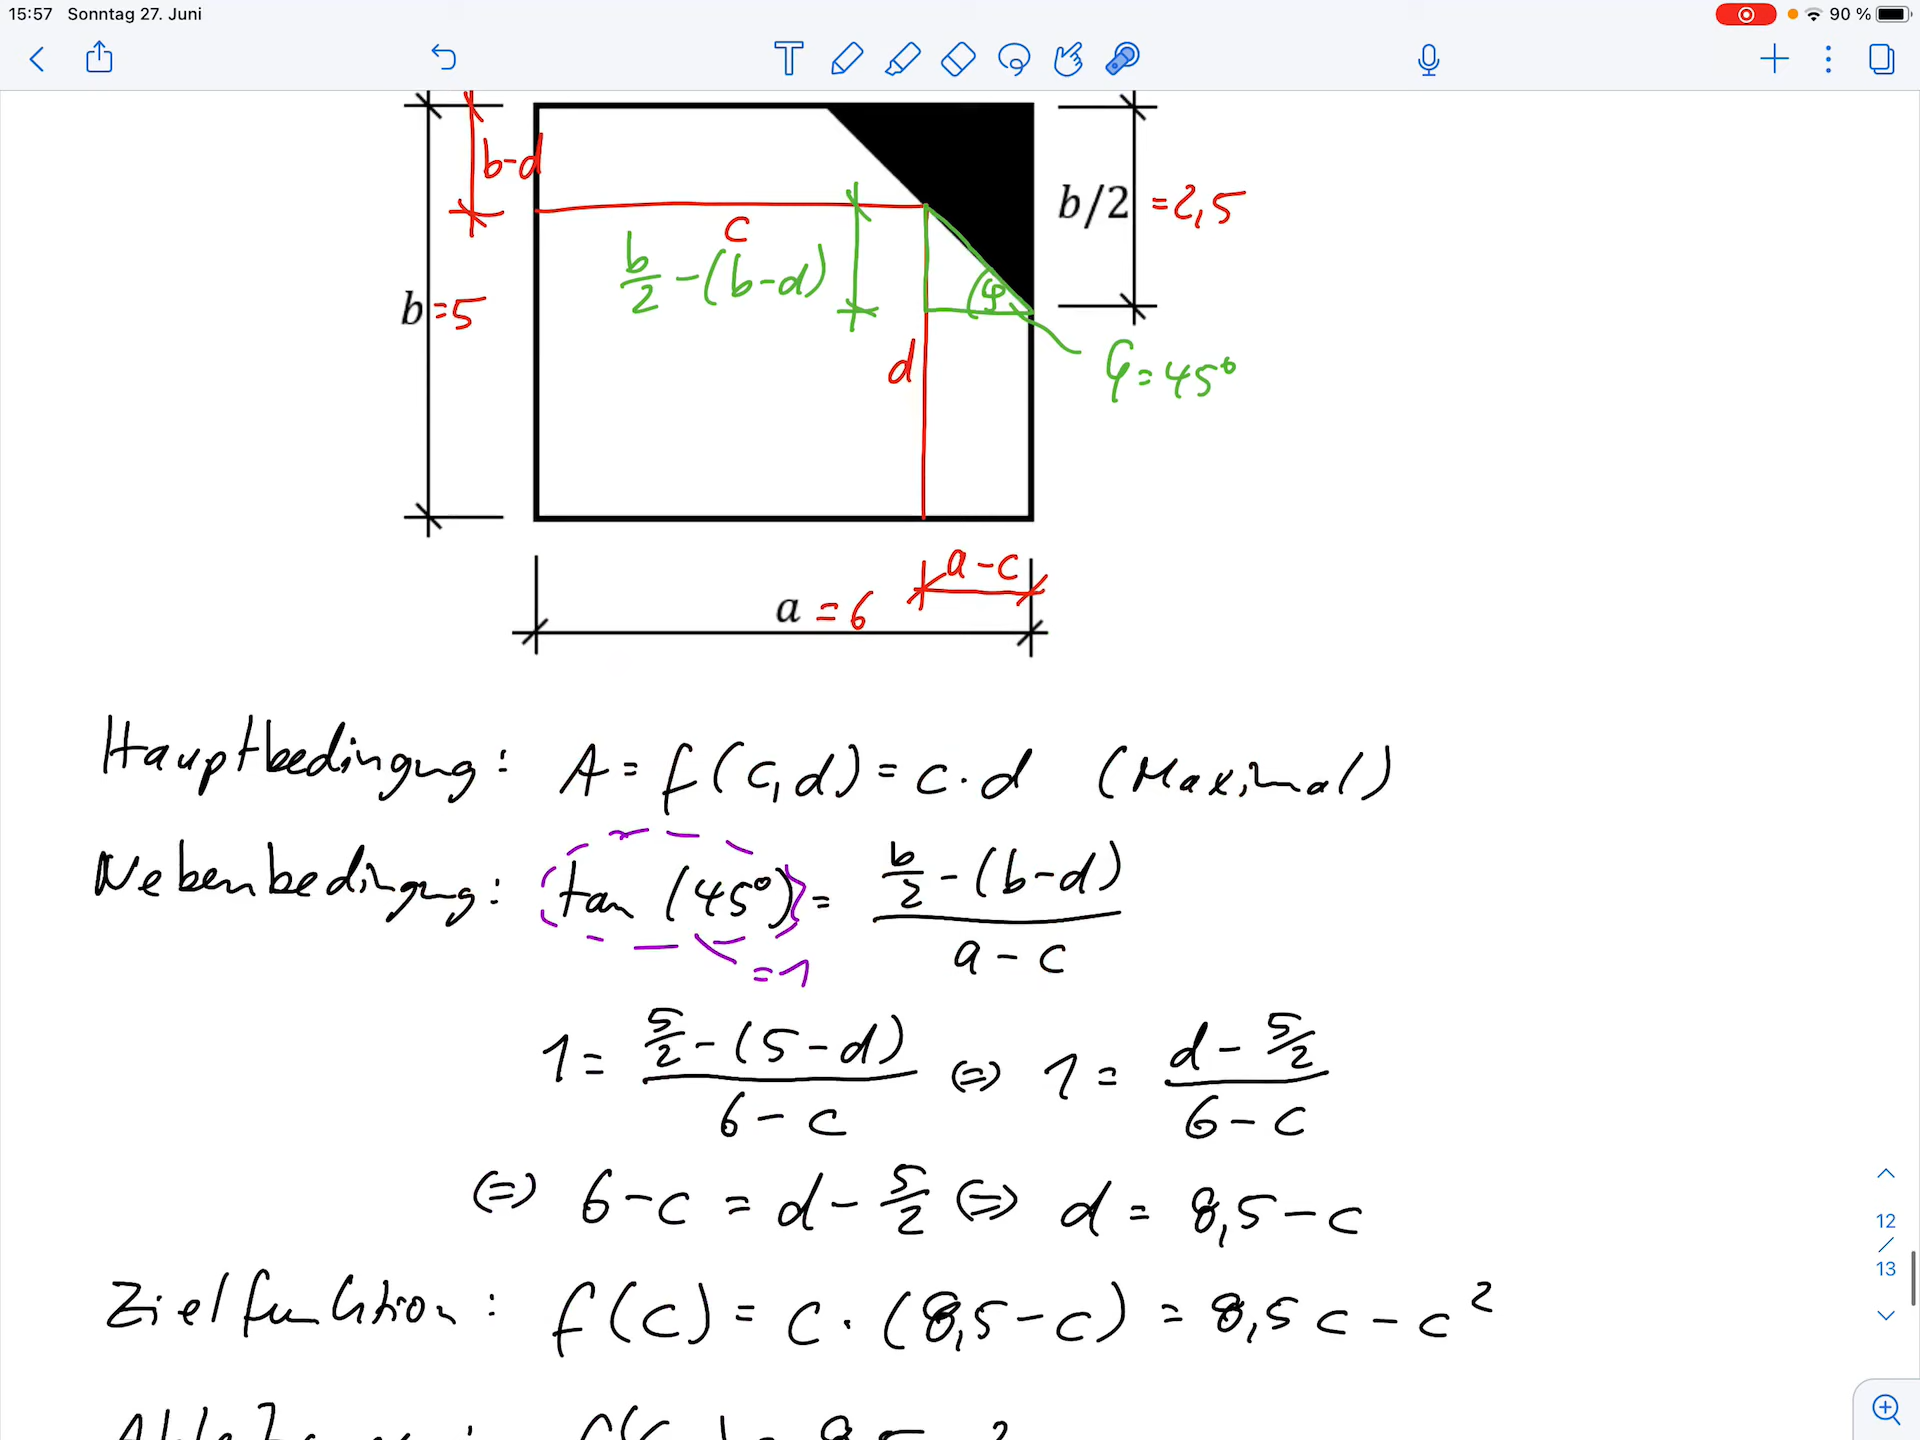 15:57 Sonntag 27. Juni 90 %
b-d
b/2 =2,5
c
b/2 -(b-d)
φ
b =5
d
φ=45°
a-c
a = 6
Hauptbedingung: A = f(c,d) = c·d (Maximal)
Nebenbedingung: tan (45°) = (b/2 -(b-d))/(a-c)
=1
1 = (5/2 -(5-d))/(6-c) ⇔ 1 = (d - 5/2)/(6-c)
⇔ 6-c = d - 5/2 ⇔ d = 8,5-c
Zielfunktion: f(c) = c·(8,5-c) = 8,5c - c²
12
/
13